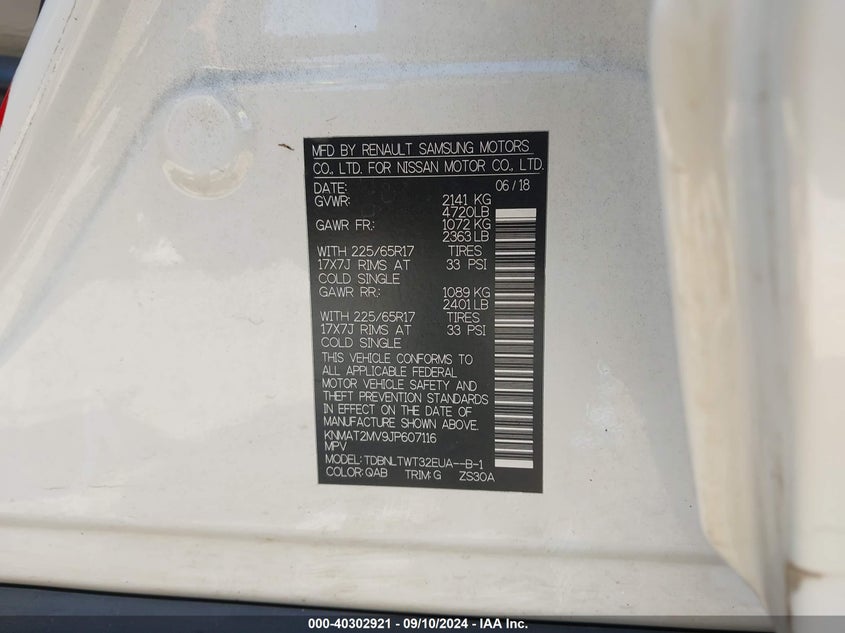 MFD BY RENAULT SAMSUNG MOTORS
CO., LTD. FOR NISSAN MOTOR CO., LTD.
DATE: 06/18
GVWR: 2141 KG
4720LB
GAWR FR.: 1072 KG
2363 LB
WITH 225/65R17 TIRES
17X7J RIMS AT 33 PSI
COLD SINGLE
GAWR RR.: 1089 KG
2401 LB
WITH 225/65R17 TIRES
17X7J RIMS AT 33 PSI
COLD SINGLE
THIS VEHICLE CONFORMS TO
ALL APPLICABLE FEDERAL
MOTOR VEHICLE SAFETY AND
THEFT PREVENTION STANDARDS
IN EFFECT ON THE DATE OF
MANUFACTURE SHOWN ABOVE.
KNMAT2MV9JP607116
MPV
MODEL: TDBNLTWT32EUA--B-1
COLOR: QAB TRIM: G ZS30A
000-40302921 - 09/10/2024 - IAA Inc.